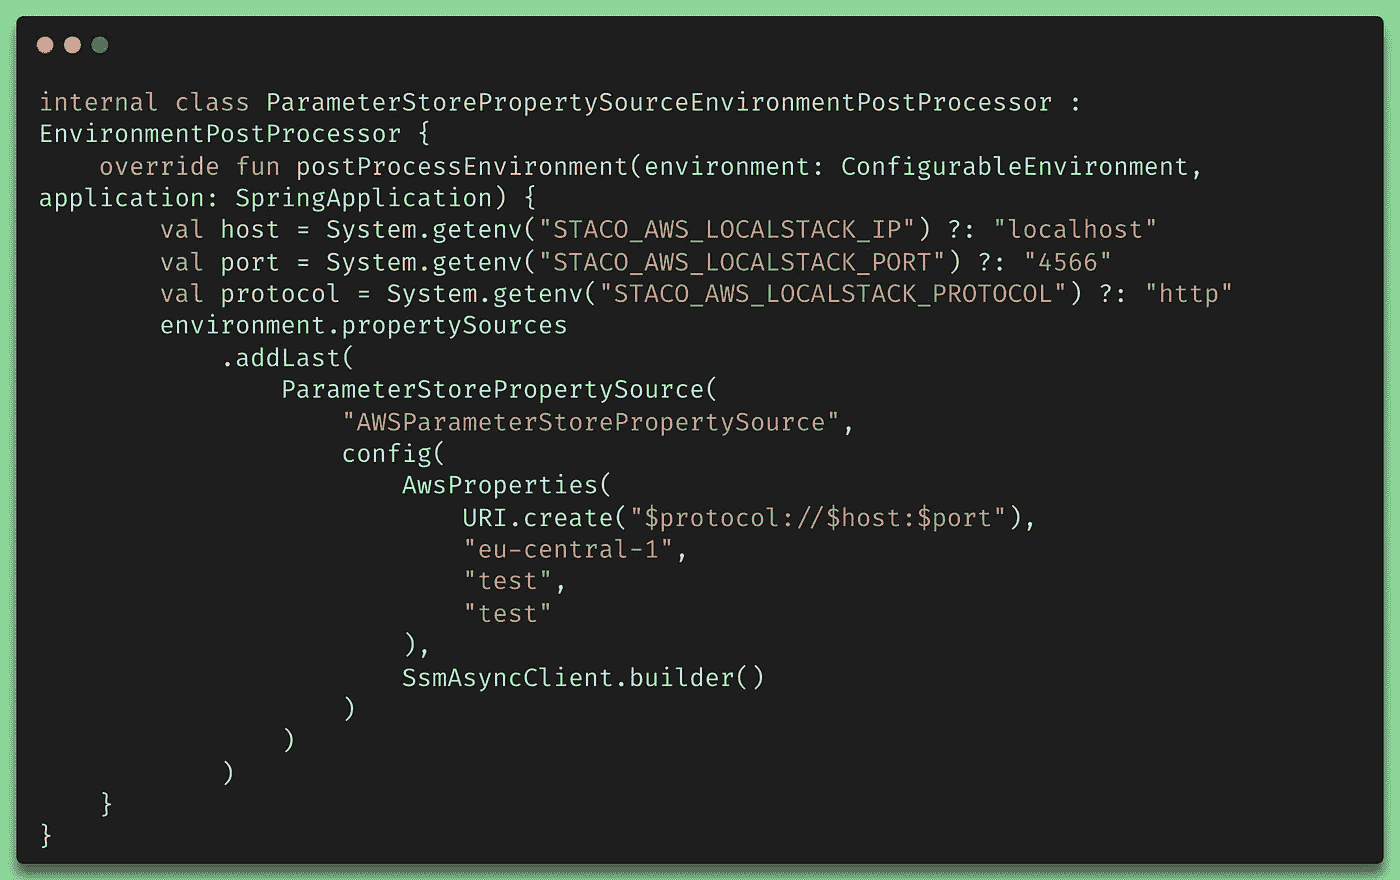 internal class ParameterStorePropertySourceEnvironmentPostProcessor :
EnvironmentPostProcessor {
    override fun postProcessEnvironment(environment: ConfigurableEnvironment,
application: SpringApplication) {
        val host = System.getenv("STACO_AWS_LOCALSTACK_IP") ?: "localhost"
        val port = System.getenv("STACO_AWS_LOCALSTACK_PORT") ?: "4566"
        val protocol = System.getenv("STACO_AWS_LOCALSTACK_PROTOCOL") ?: "http"
        environment.propertySources
            .addLast(
                ParameterStorePropertySource(
                    "AWSParameterStorePropertySource",
                    config(
                        AwsProperties(
                            URI.create("$protocol://$host:$port"),
                            "eu-central-1",
                            "test",
                            "test"
                        ),
                        SsmAsyncClient.builder()
                    )
                )
            )
    }
}